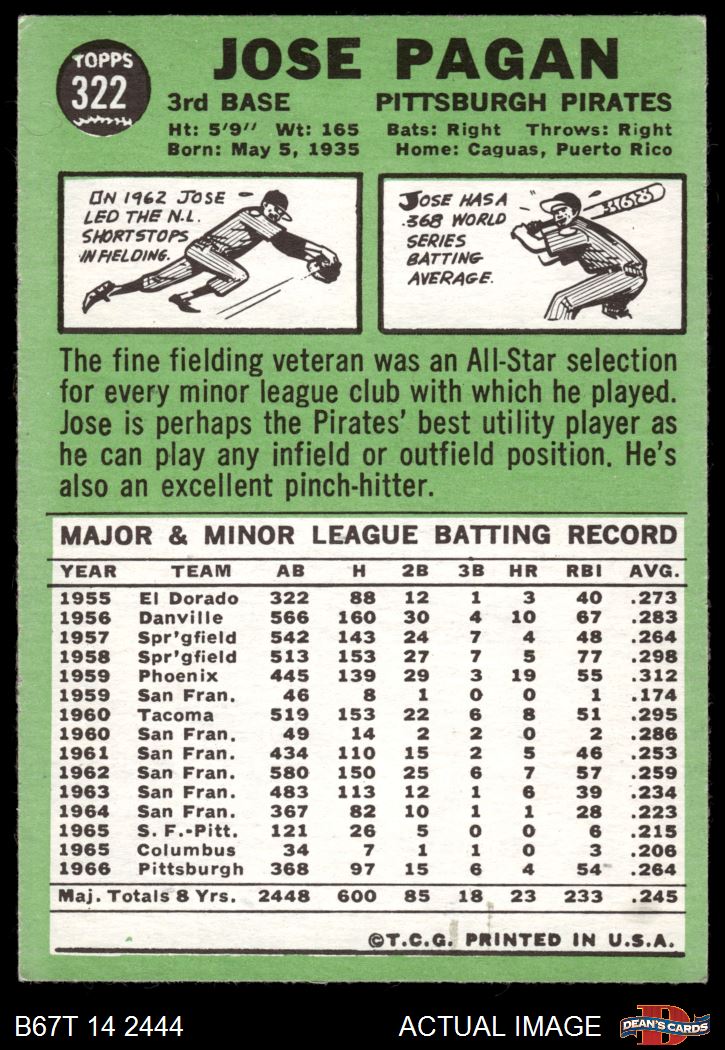 TOPPS
322
JOSE PAGAN
3rd BASE PITTSBURGH PIRATES
Ht: 5'9" Wt: 165 Bats: Right Throws: Right
Born: May 5, 1935 Home: Caguas, Puerto Rico
IN 1962 JOSE
LED THE N.L.
SHORTSTOPS
IN FIELDING.
JOSE HAS A
.368 WORLD
SERIES
BATTING
AVERAGE.
.368
The fine fielding veteran was an All-Star selection
for every minor league club with which he played.
Jose is perhaps the Pirates' best utility player as
he can play any infield or outfield position. He's
also an excellent pinch-hitter.
MAJOR & MINOR LEAGUE BATTING RECORD
YEAR TEAM AB H 2B 3B HR RBI AVG.
1955 El Dorado 322 88 12 1 3 40 .273
1956 Danville 566 160 30 4 10 67 .283
1957 Spr'gfield 542 143 24 7 4 48 .264
1958 Spr'gfield 513 153 27 7 5 77 .298
1959 Phoenix 445 139 29 3 19 55 .312
1959 San Fran. 46 8 1 0 0 1 .174
1960 Tacoma 519 153 22 6 8 51 .295
1960 San Fran. 49 14 2 2 0 2 .286
1961 San Fran. 434 110 15 2 5 46 .253
1962 San Fran. 580 150 25 6 7 57 .259
1963 San Fran. 483 113 12 1 6 39 .234
1964 San Fran. 367 82 10 1 1 28 .223
1965 S. F.-Pitt. 121 26 5 0 0 6 .215
1965 Columbus 34 7 1 1 0 3 .206
1966 Pittsburgh 368 97 15 6 4 54 .264
Maj. Totals 8 Yrs. 2448 600 85 18 23 233 .245
©T.C.G. PRINTED IN U.S.A.
B67T 14 2444 ACTUAL IMAGE
D
DEAN'S CARDS